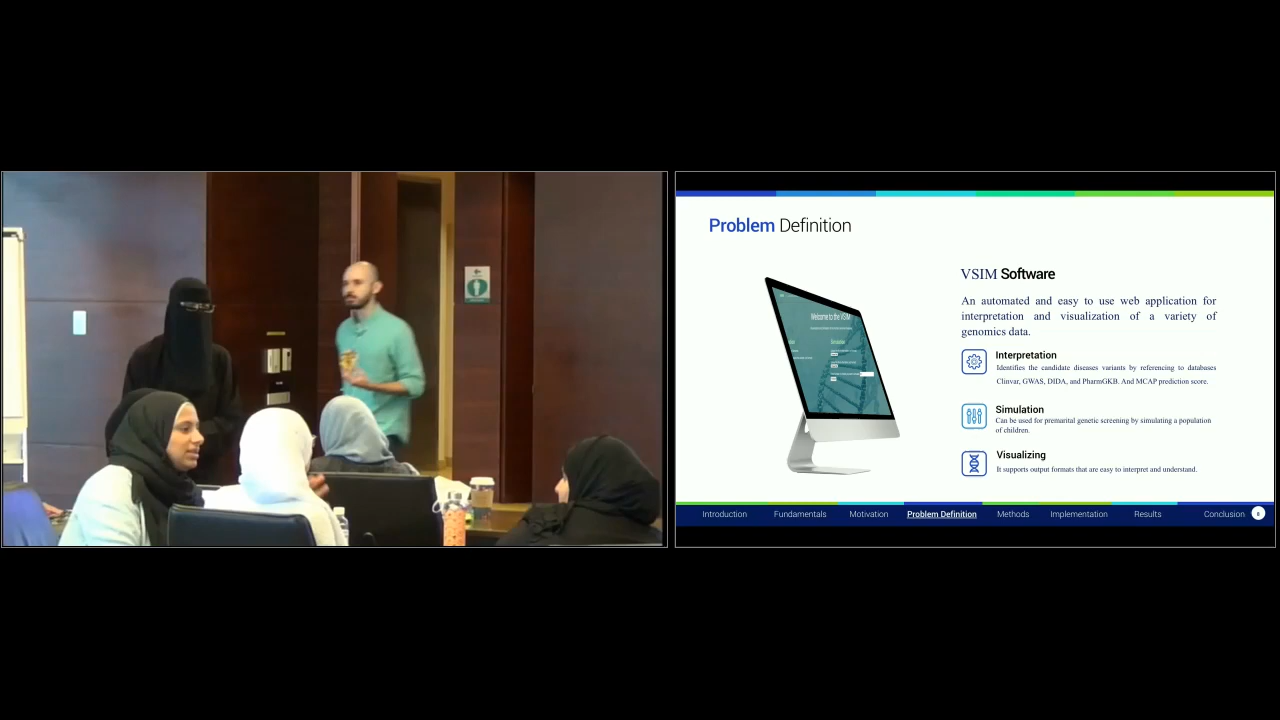 Problem Definition
VSIM Software
An automated and easy to use web application for
interpretation and visualization of a variety of
genomics data.
Interpretation
Identifies the candidate diseases variants by referencing to databases
Clinvar, GWAS, DIDA, and PharmGKB. And MCAP prediction score.
Simulation
Can be used for premarital genetic screening by simulating a population
of children.
Visualizing
It supports output formats that are easy to interpret and understand.
Welcome to the VSIM
Introduction Fundamentals Motivation Problem Definition Methods Implementation Results Conclusion 8